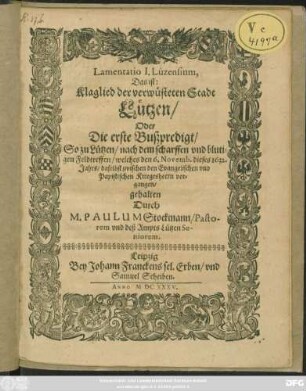 Lamentatio I. Lüzensium,
Das ist:
Klaglied der verwüsteten Stadt
Lützen/
Oder
Die erste Bußpredigt/
So zu Lützen/ nach dem scharffen vnd bluti-
gen Feldtreffen/ welches den 6. Novemb. dieses 1632.
Jahrs/ daselbst zwischen den Evangelischen vnd
Papistischen Kriegesheern vor-
gangen/
gehalten
Durch
M. PAULUM Stockmann/ Pasto-
rem vnd deß Ampts Lützen Se-
niorem.
Leipzig
Bey Johann Franckens sel. Erben/ vnd
Samuel Scheiben.
Anno M DC XXXV.
V c
4197a